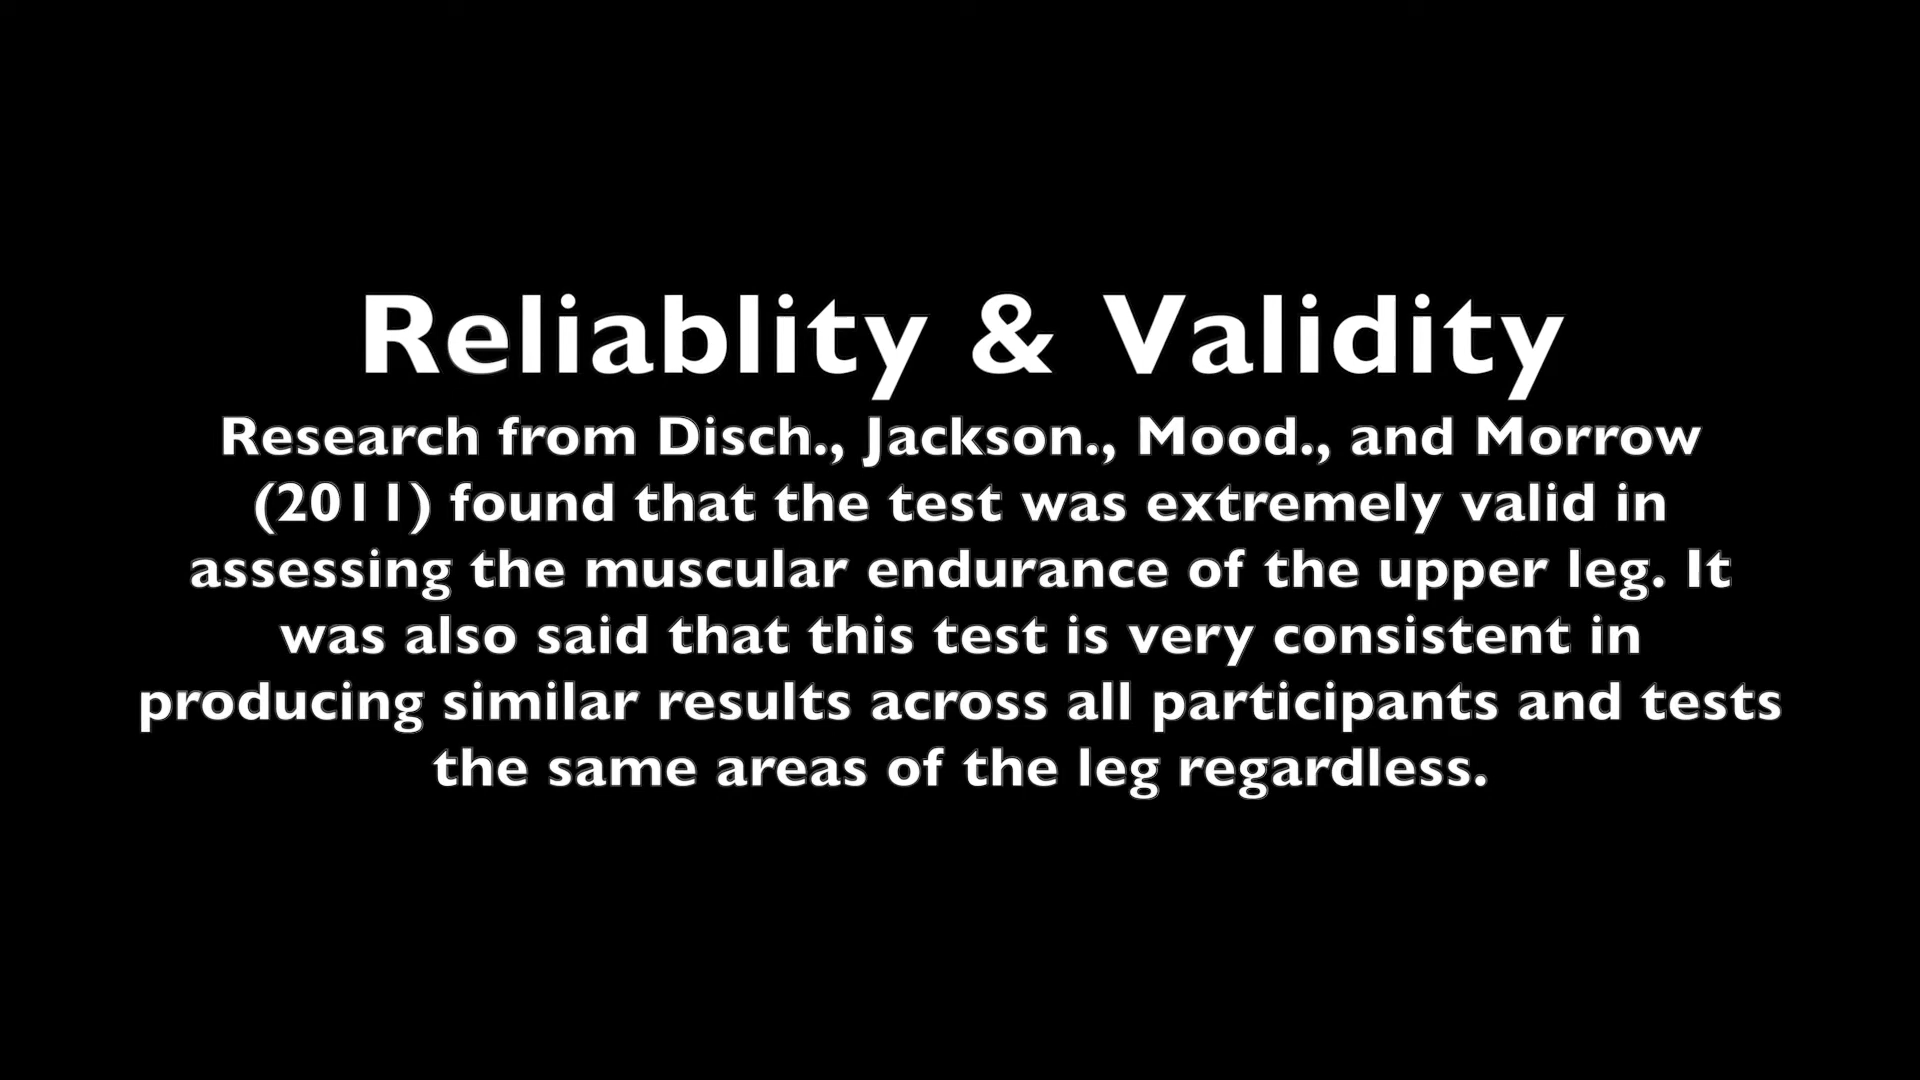 Reliablity & Validity
Research from Disch., Jackson., Mood., and Morrow
(2011) found that the test was extremely valid in
assessing the muscular endurance of the upper leg. It
was also said that this test is very consistent in
producing similar results across all participants and tests
the same areas of the leg regardless.